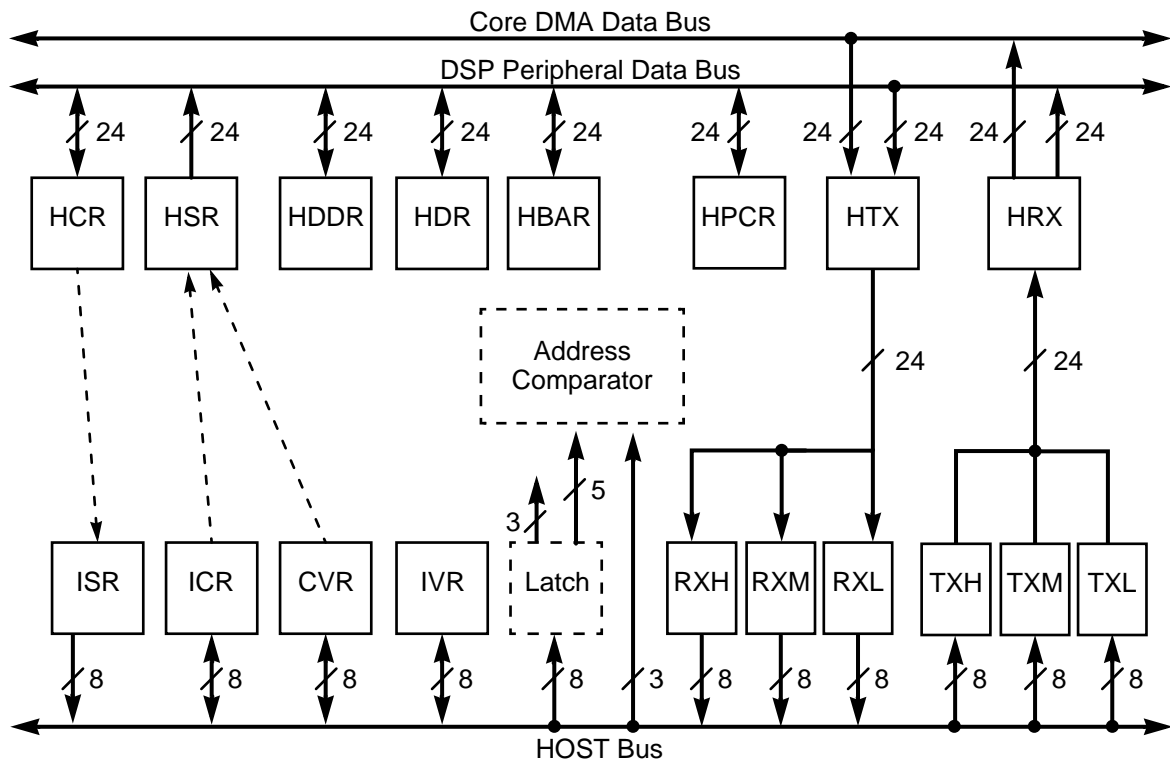 Core DMA Data Bus
DSP Peripheral Data Bus
24 24 24 24 24 24 24 24 24 24
HCR HSR HDDR HDR HBAR HPCR HTX HRX
Address
Comparator
24 24
5
3
ISR ICR CVR IVR Latch RXH RXM RXL TXH TXM TXL
8 8 8 8 8 3 8 8 8 8 8 8
HOST Bus